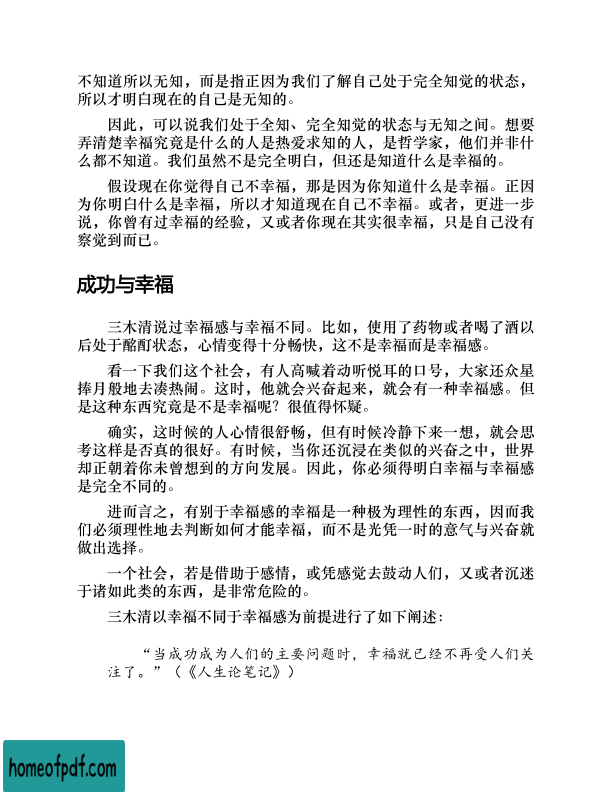 不知道所以无知，而是指正因为我们了解自己处于完全知觉的状态，
所以才明白现在的自己是无知的。
因此，可以说我们处于全知、完全知觉的状态与无知之间。想要
弄清楚幸福究竟是什么的人是热爱求知的人，是哲学家，他们并非什
么都不知道。我们虽然不是完全明白，但还是知道什么是幸福的。
假设现在你觉得自己不幸福，那是因为你知道什么是幸福。正因
为你明白什么是幸福，所以才知道现在自己不幸福。或者，更进一步
说，你曾有过幸福的经验，又或者你现在其实很幸福，只是自己没有
察觉到而已。
成功与幸福
三木清说过幸福感与幸福不同。比如，使用了药物或者喝了酒以
后处于酩酊状态，心情变得十分畅快，这不是幸福而是幸福感。
看一下我们这个社会，有人高喊着动听悦耳的口号，大家还众星
捧月般地去凑热闹。这时，他就会兴奋起来，就会有一种幸福感。但
是这种东西究竟是不是幸福呢？很值得怀疑。
确实，这时候的人心情很舒畅，但有时候冷静下来一想，就会思
考这样是否真的很好。有时候，当你还沉浸在类似的兴奋之中，世界
却正朝着你未曾想到的方向发展。因此，你必须得明白幸福与幸福感
是完全不同的。
进而言之，有别于幸福感的幸福是一种极为理性的东西，因而我
们必须理性地去判断如何才能幸福，而不是光凭一时的意气与兴奋就
做出选择。
一个社会，若是借助于感情，或凭感觉去鼓动人们，又或者沉迷
于诸如此类的东西，是非常危险的。
三木清以幸福不同于幸福感为前提进行了如下阐述：
“当成功成为人们的主要问题时，幸福就已经不再受人们关
注了。”（《人生论笔记》）
homeofpdf.com